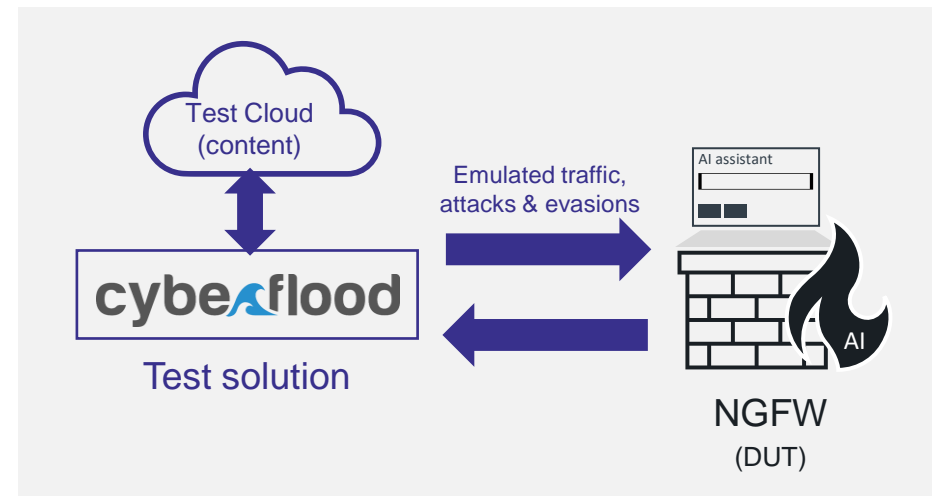 Test Cloud
(content)
Emulated traffic,
attacks & evasions
AI assistant
cyberflood
Test solution
AI
NGFW
(DUT)